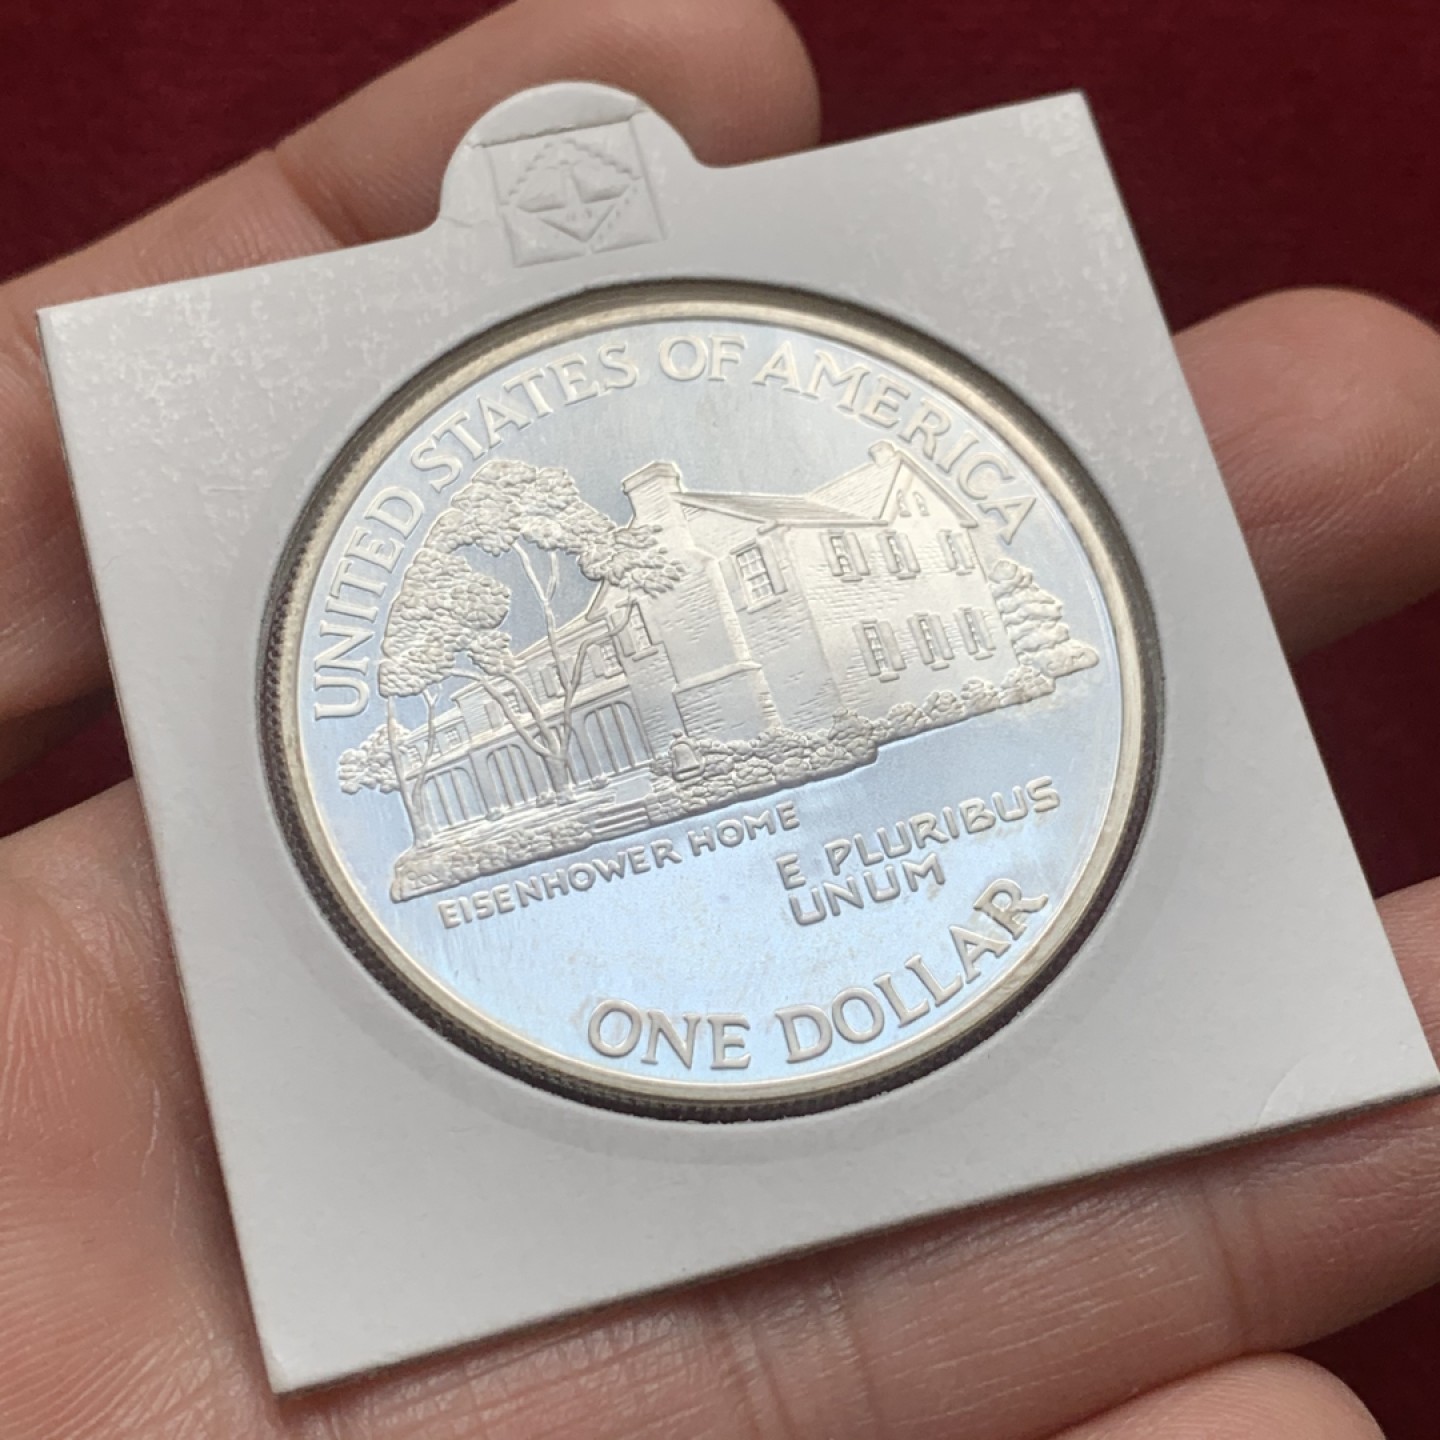 UNITED STATES OF AMERICA
EISENHOWER HOME
E PLURIBUS
UNUM
ONE DOLLAR